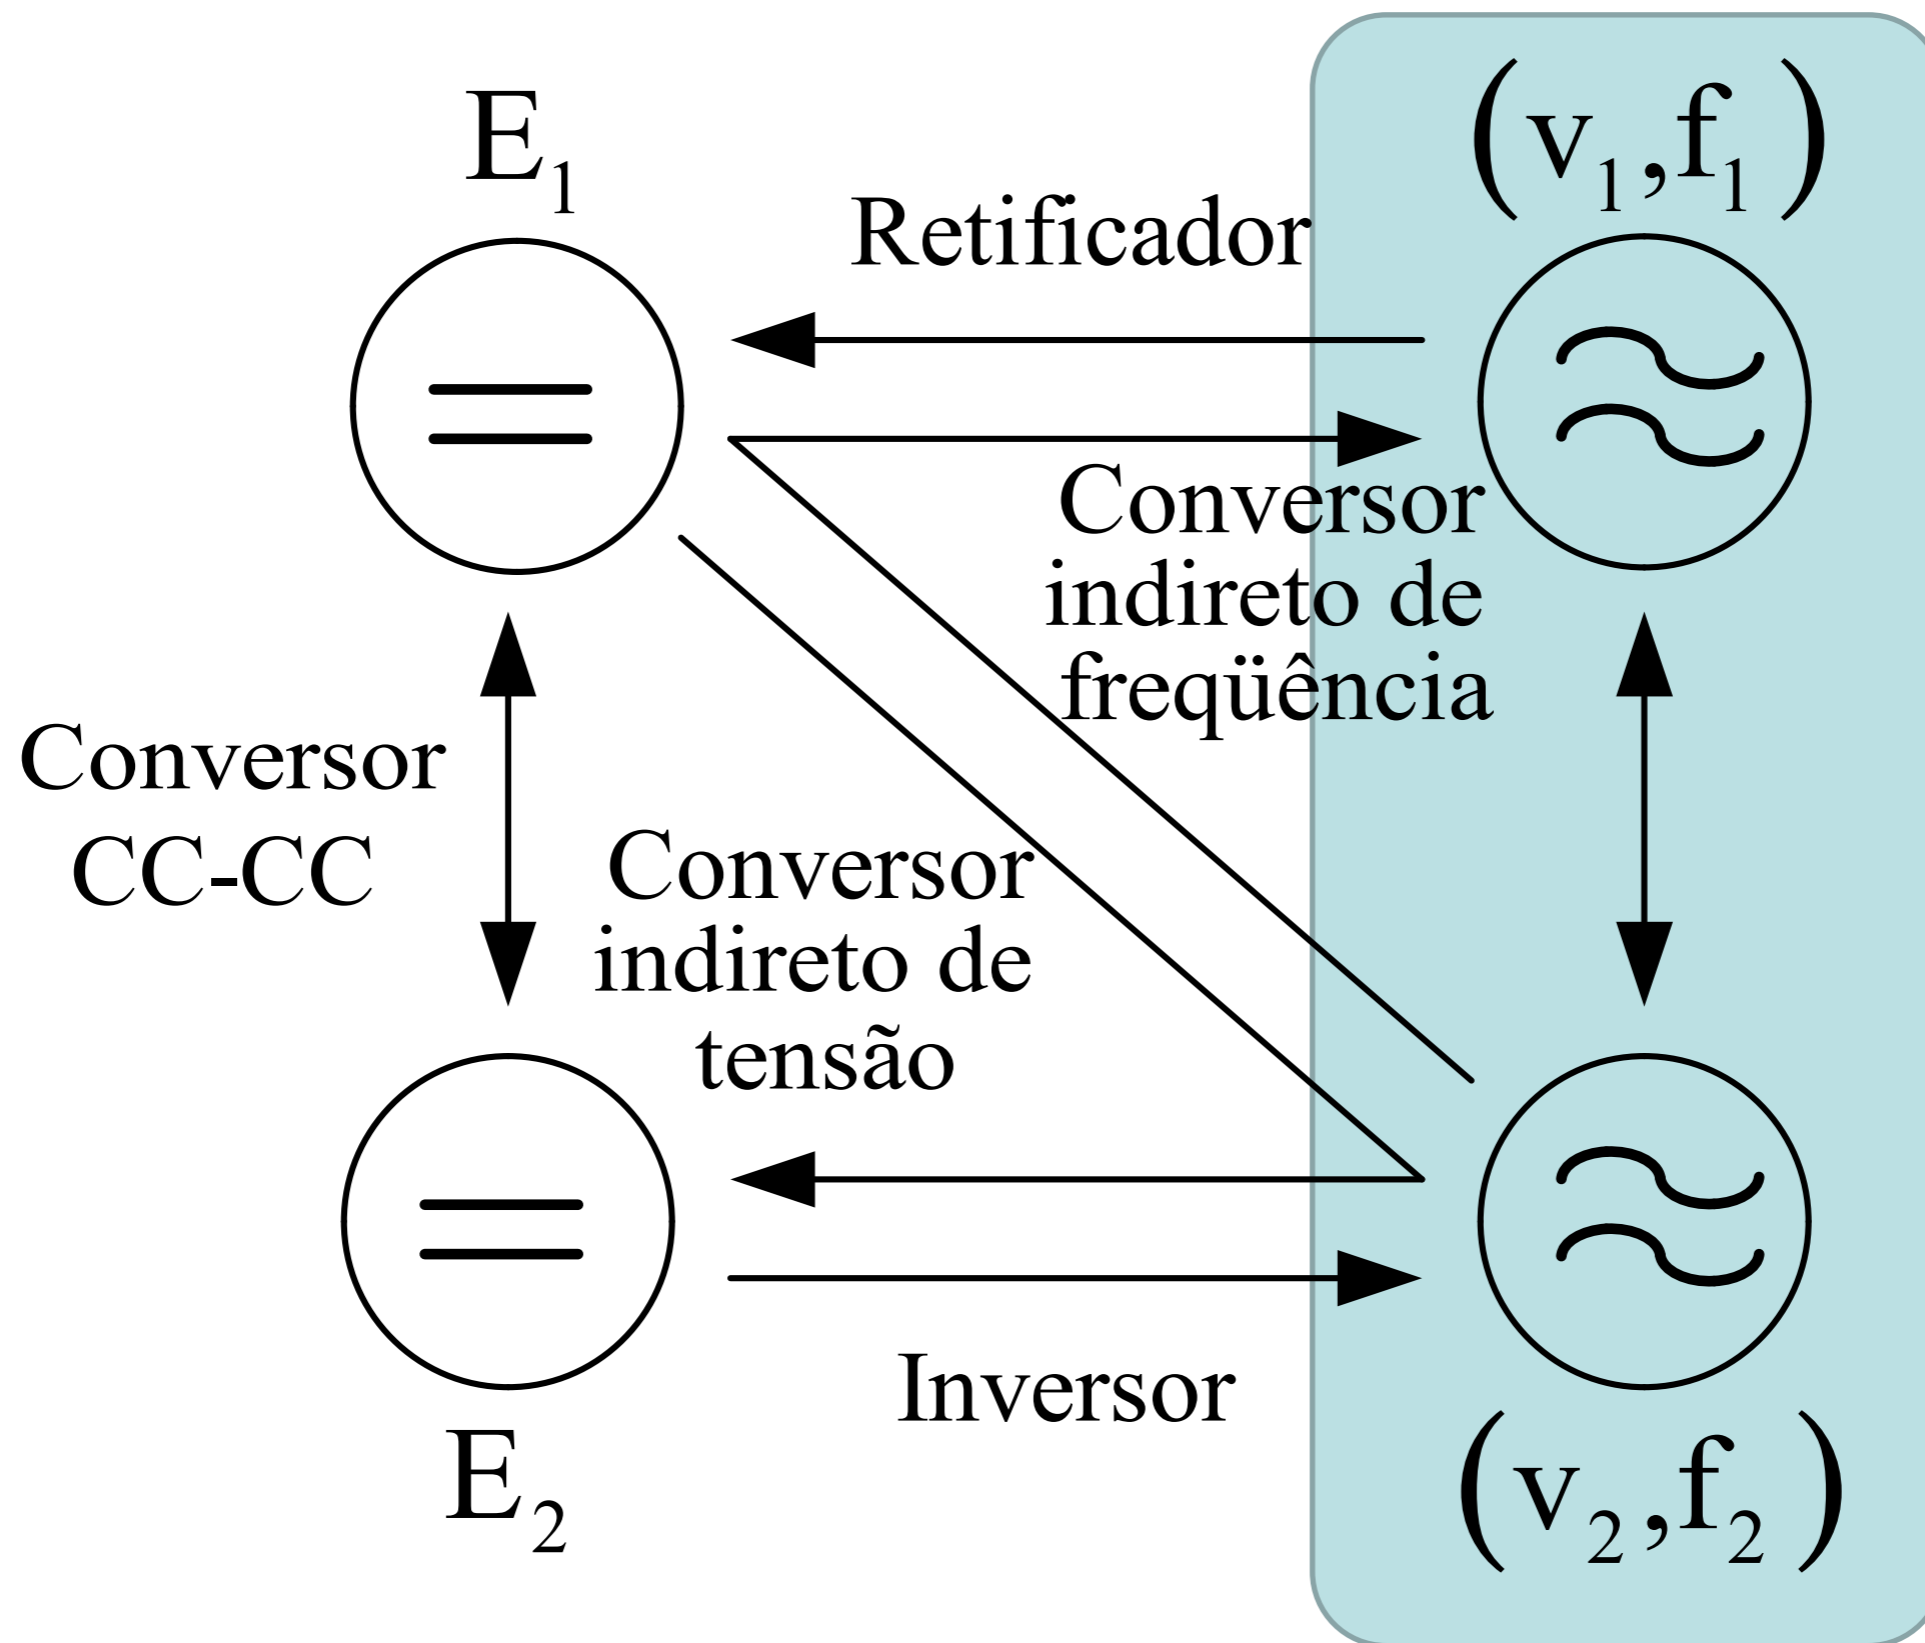 E1
(v1,f1)
Retificador
Conversor
indireto de
freqüência
Conversor
CC-CC
Conversor
indireto de
tensão
Inversor
E2
(v2,f2)